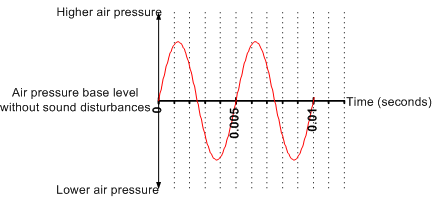 Higher air pressure
Air pressure base level
without sound disturbances
Time (seconds)
0
0.005
0.01
Lower air pressure